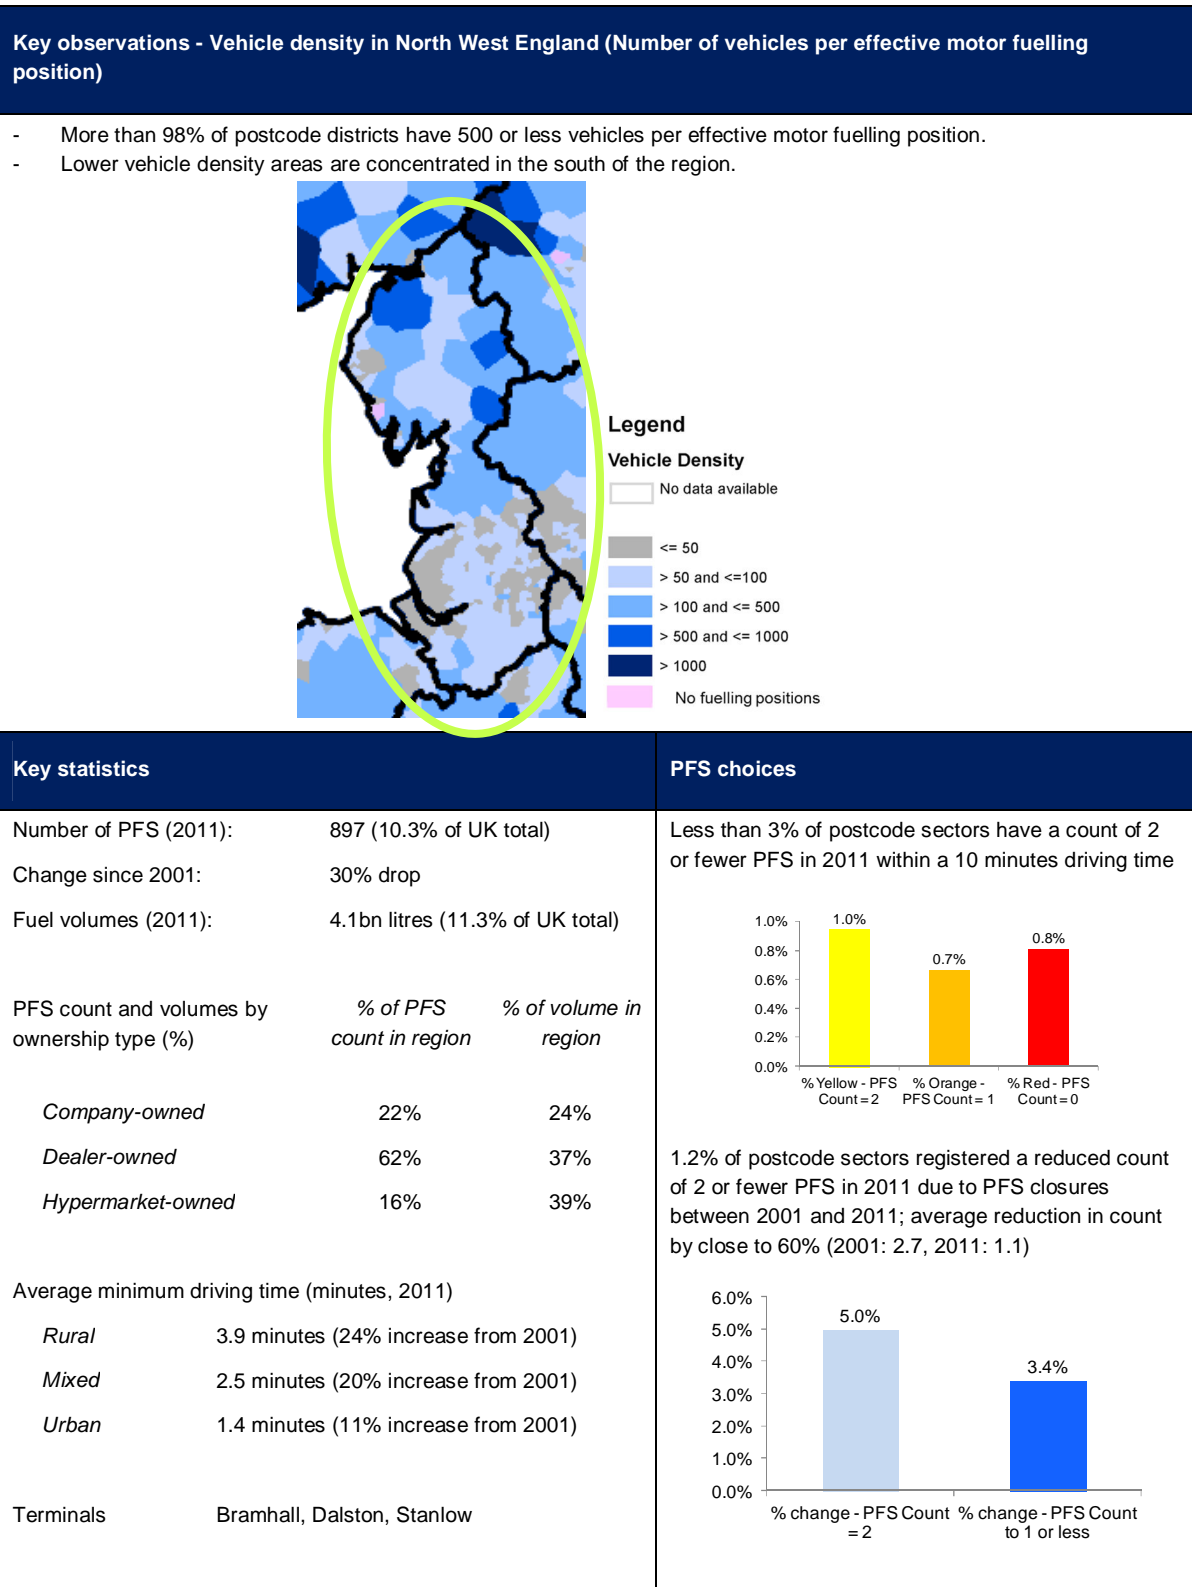 Key observations - Vehicle density in North West England (Number of vehicles per effective motor fuelling
position)
- More than 98% of postcode districts have 500 or less vehicles per effective motor fuelling position.
- Lower vehicle density areas are concentrated in the south of the region.
Legend
Vehicle Density
No data available
<= 50
> 50 and <=100
> 100 and <= 500
> 500 and <= 1000
> 1000
No fuelling positions
Key statistics
Number of PFS (2011): 897 (10.3% of UK total)
Change since 2001: 30% drop
Fuel volumes (2011): 4.1bn litres (11.3% of UK total)
PFS count and volumes by % of PFS % of volume in
ownership type (%) count in region region
Company-owned 22% 24%
Dealer-owned 62% 37%
Hypermarket-owned 16% 39%
Average minimum driving time (minutes, 2011)
Rural 3.9 minutes (24% increase from 2001)
Mixed 2.5 minutes (20% increase from 2001)
Urban 1.4 minutes (11% increase from 2001)
Terminals Bramhall, Dalston, Stanlow
PFS choices
Less than 3% of postcode sectors have a count of 2
or fewer PFS in 2011 within a 10 minutes driving time
1.0%
0.8%
0.6%
0.4%
0.2%
0.0%
1.0%
0.7%
0.8%
% Yellow - PFS % Orange - % Red - PFS
Count = 2 PFS Count = 1 Count = 0
1.2% of postcode sectors registered a reduced count
of 2 or fewer PFS in 2011 due to PFS closures
between 2001 and 2011; average reduction in count
by close to 60% (2001: 2.7, 2011: 1.1)
6.0%
5.0%
4.0%
3.0%
2.0%
1.0%
0.0%
5.0%
3.4%
% change - PFS Count % change - PFS Count
= 2 to 1 or less